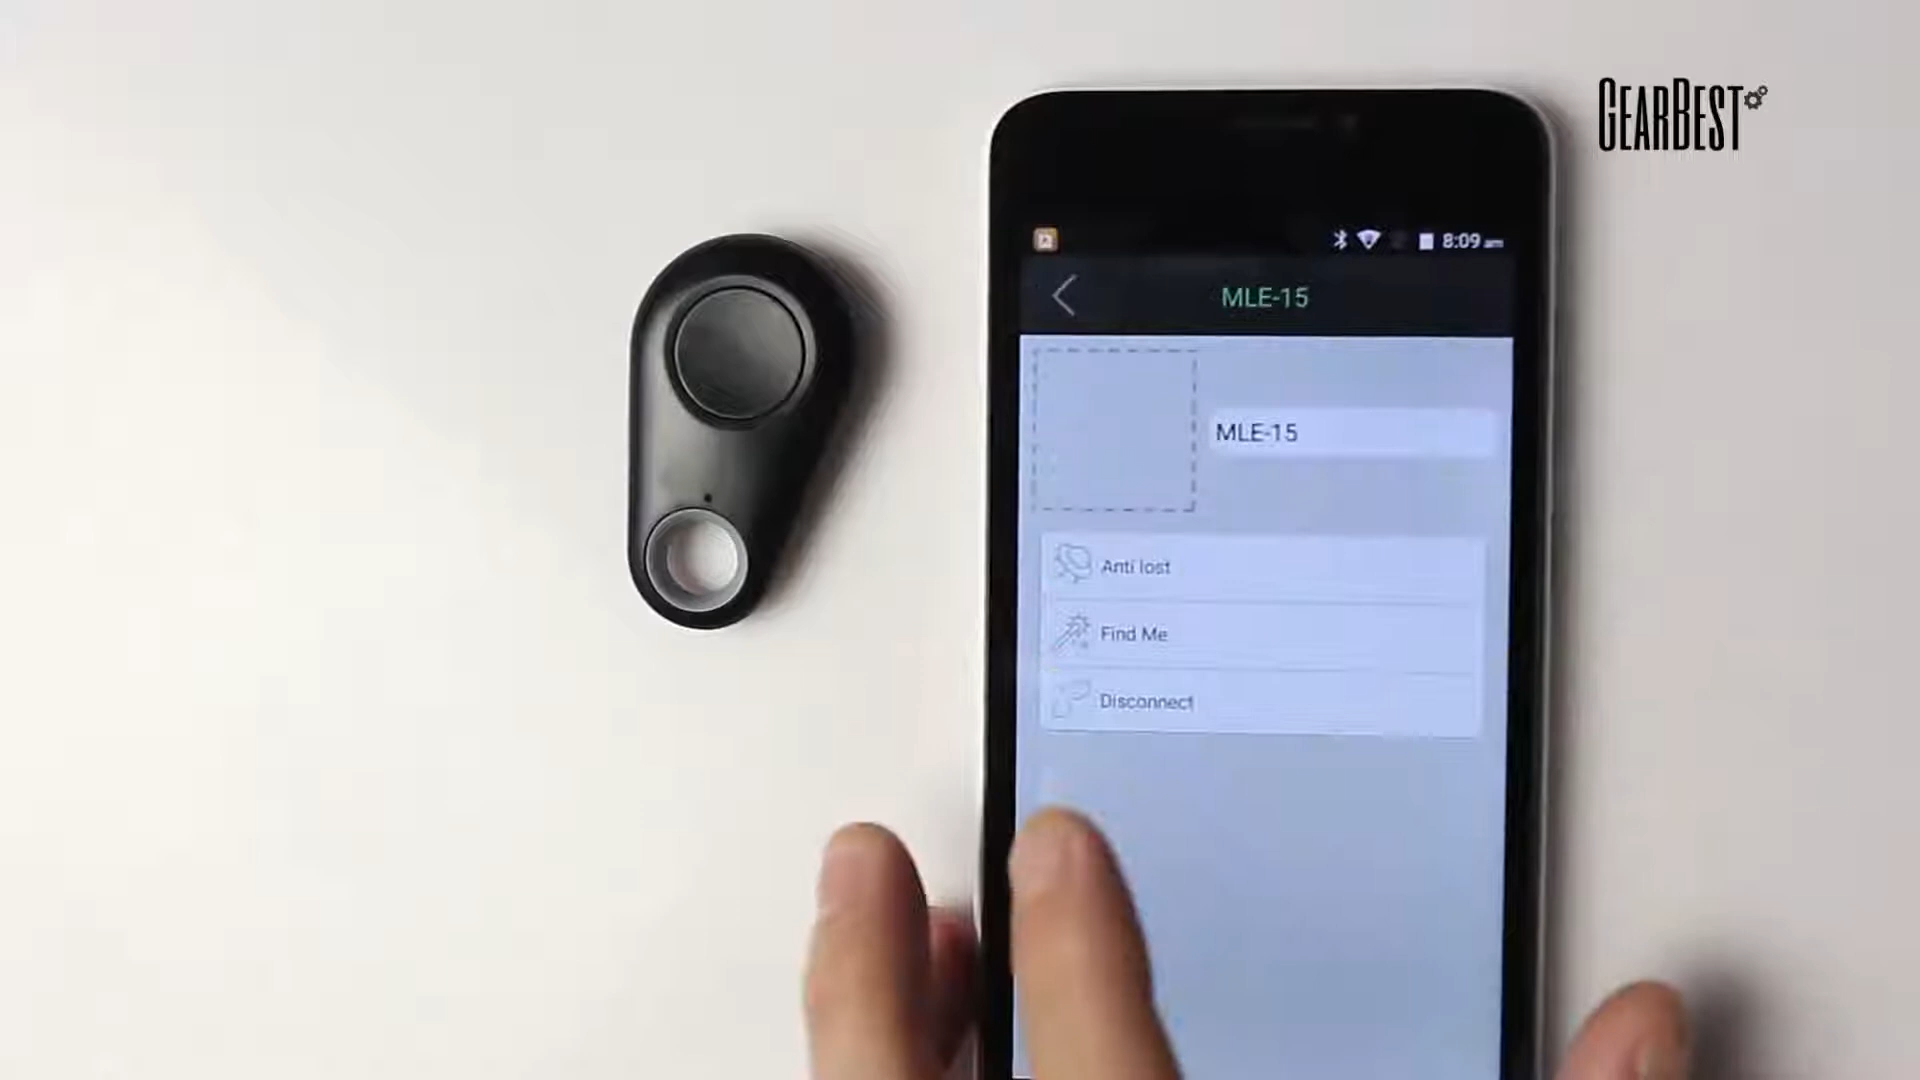 GEARBEST
8:09 am
MLE-15
MLE-15
Anti lost
Find Me
Disconnect